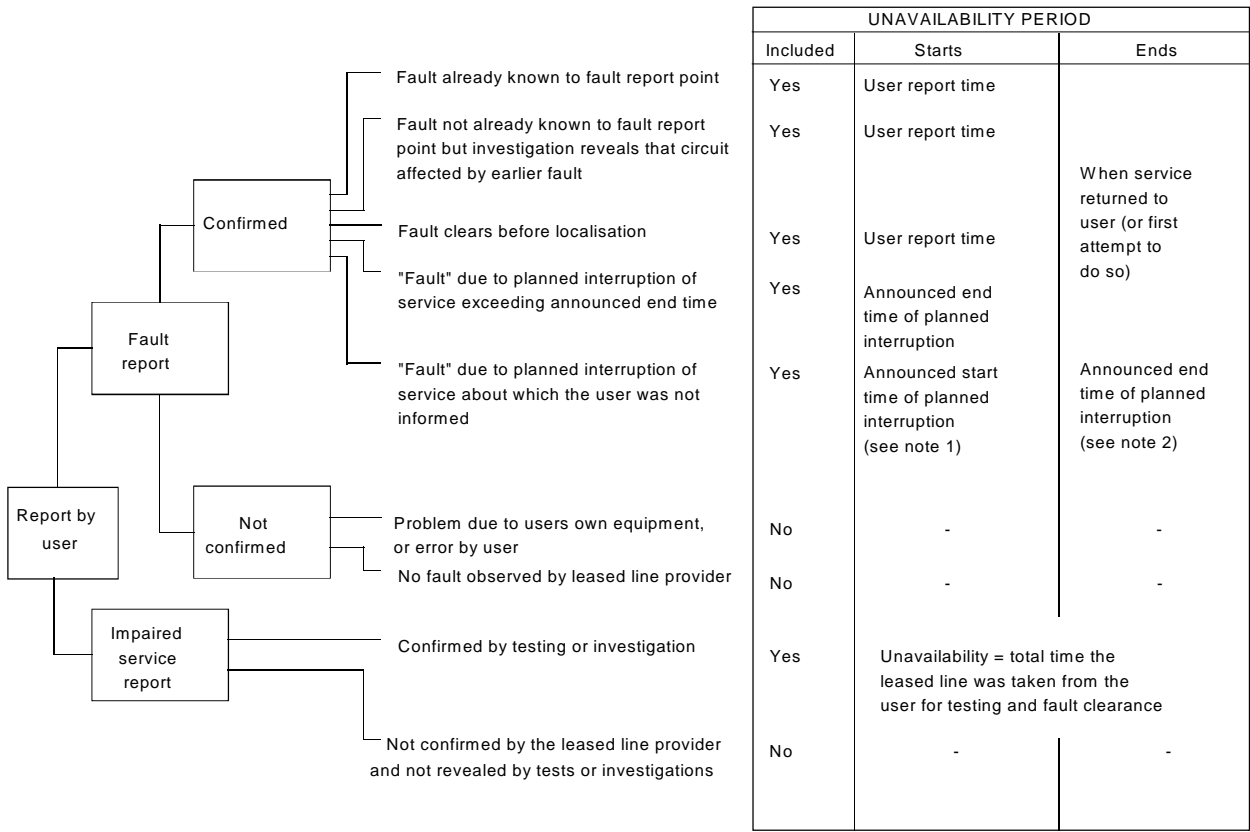 UNAVAILABILITY PERIOD
Included Starts Ends
Fault already known to fault report point
Yes User report time
Fault not already known to fault report
point but investigation reveals that circuit
affected by earlier fault
Yes User report time
When service
returned to
user (or first
attempt to
do so)
Confirmed
Fault clears before localisation
Yes User report time
"Fault" due to planned interruption of
service exceeding announced end time
Yes Announced end
time of planned
interruption
Fault
report
"Fault" due to planned interruption of
service about which the user was not
informed
Yes Announced start
time of planned
interruption
(see note 1)
Announced end
time of planned
interruption
(see note 2)
Report by
user
Not
confirmed
Problem due to users own equipment,
or error by user
No - -
No fault observed by leased line provider
No - -
Impaired
service
report
Confirmed by testing or investigation
Yes Unavailability = total time the
leased line was taken from the
user for testing and fault clearance
Not confirmed by the leased line provider
and not revealed by tests or investigations
No - -